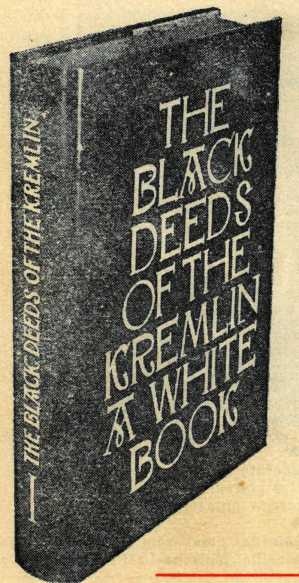 THE
BLACK
DEEDS
OF THE
KREMLIN
A WHITE
BOOK
THE BLACK DEEDS OF THE KREMLIN